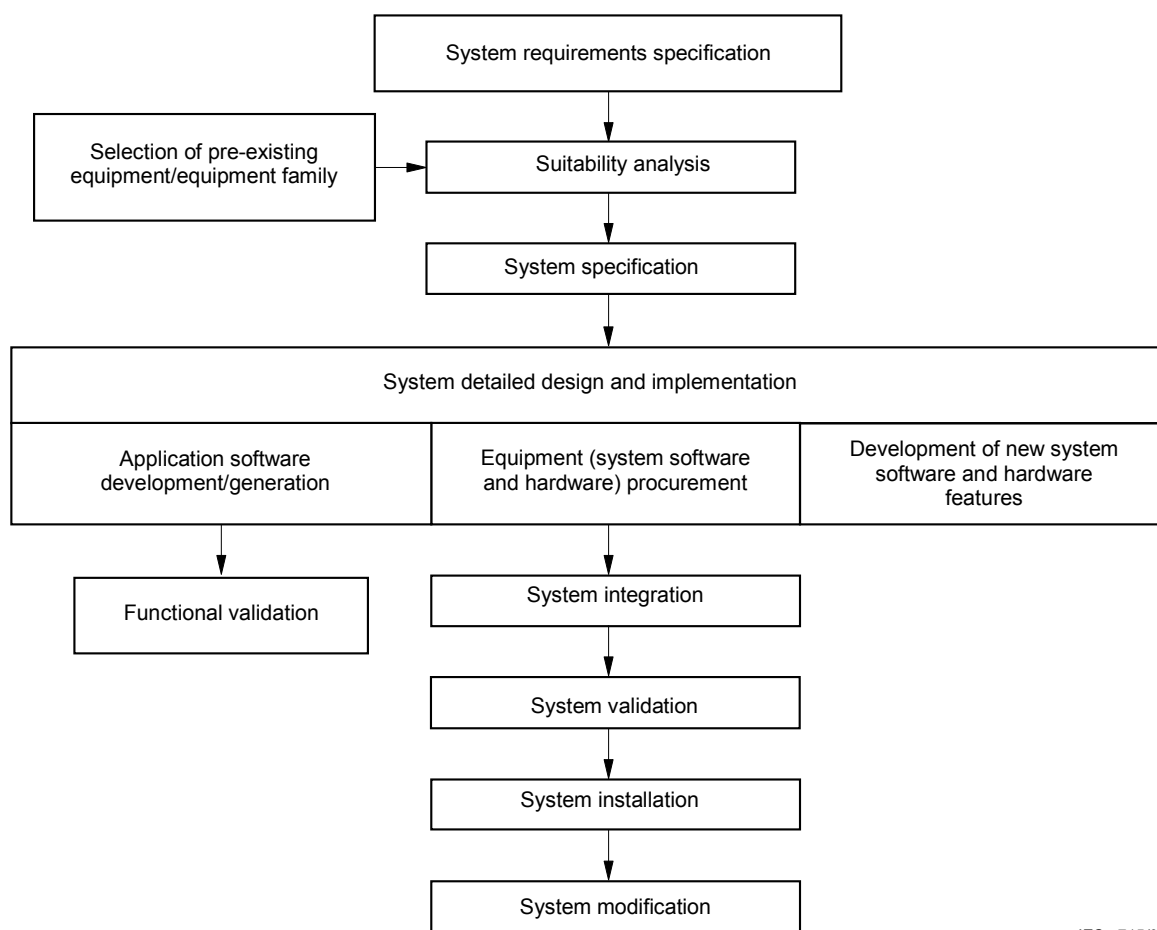 System requirements specification
Selection of pre-existing
equipment/equipment family
Suitability analysis
System specification
System detailed design and implementation
Application software
development/generation
Equipment (system software
and hardware) procurement
Development of new system
software and hardware
features
Functional validation
System integration
System validation
System installation
System modification